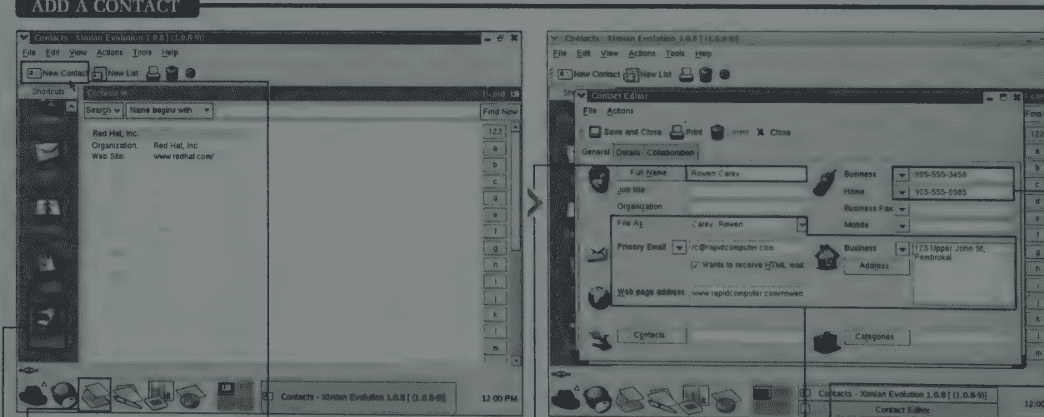 ADD A CONTACT
Contacts - Ximian Evolution 1.0.8 [ (1.0.8-9)]
File Edit View Actions Tools Help
New Contact New List
Shortcuts
Contacts
Search Name begins with
Find Now
Red Hat, Inc.
Organization: Red Hat, Inc
Web Site: www.redhat.com/
123
a
b
c
d
e
f
g
h
i
j
k
l
m
Contacts - Ximian Evolution 1.0.8 [ (1.0.8-9)]
12:00 PM
Contacts - Ximian Evolution 1.0.8 [ (1.0.8-9)]
File Edit View Actions Tools Help
New Contact New List
Contact Editor
File Actions
Save and Close Print Close
General Details Collaboration
Full Name Rowen Carey
Job title
Organization
File As Carey, Rowen
Primary Email rc@rapidcomputer.com
Wants to receive HTML mail
Web page address www.rapidcomputer.com/rowen
Contacts
Business 905-555-3456
Home 905-555-8985
Business Fax
Mobile
Business 123 Upper John St,
Pembroke
Address
Categories
Find
123
a
b
c
d
e
f
g
h
i
j
k
l
m
Contacts - Ximian Evolution 1.0.8 [ (1.0.8-9)]
Contact Editor
12:00